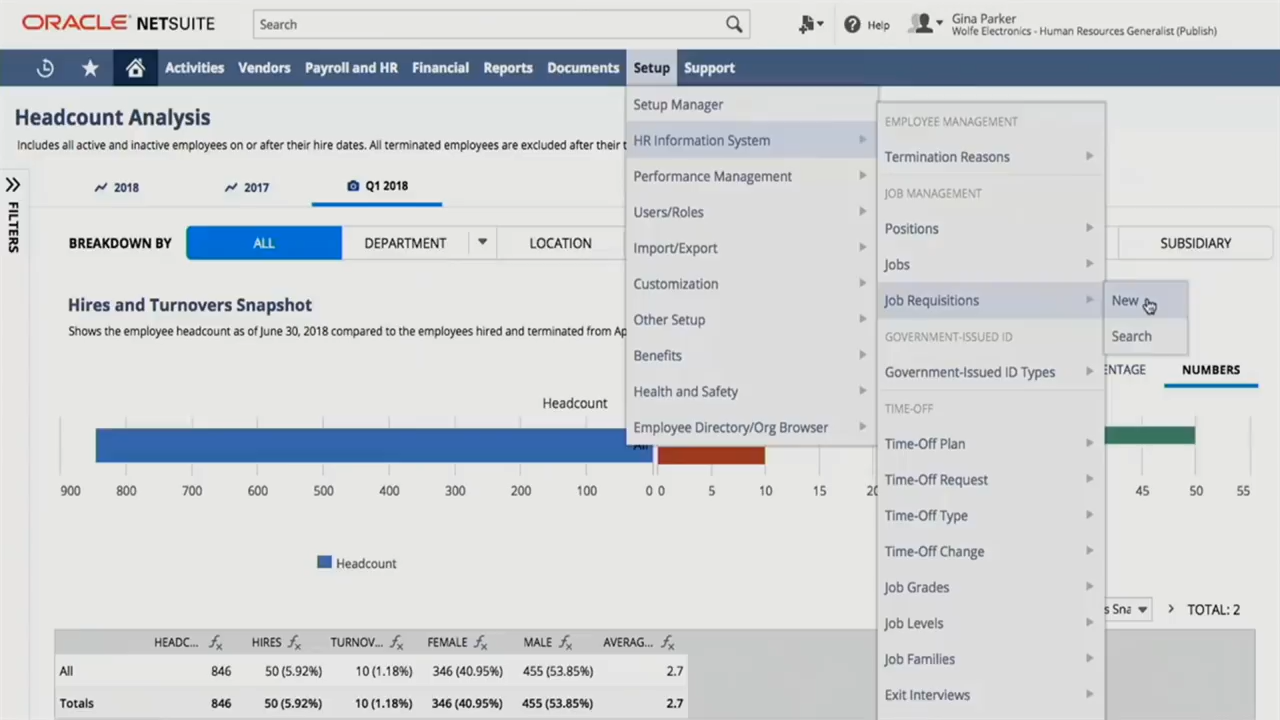 ORACLE NETSUITE
Search
Help
Gina Parker
Wolfe Electronics - Human Resources Generalist (Publish)
Activities Vendors Payroll and HR Financial Reports Documents Setup Support
Headcount Analysis
Includes all active and inactive employees on or after their hire dates. All terminated employees are excluded after their t
2018 2017 Q1 2018
FILTERS
BREAKDOWN BY ALL DEPARTMENT LOCATION SUBSIDIARY
Hires and Turnovers Snapshot
Shows the employee headcount as of June 30, 2018 compared to the employees hired and terminated from Ap
NUMBERS
Headcount
All
900 800 700 600 500 400 300 200 100 0 0 5 10 15 20 45 50 55
Headcount
TOTAL: 2
HEADC... fx HIRES fx TURNOV... fx FEMALE fx MALE fx AVERAG... fx
All 846 50 (5.92%) 10 (1.18%) 346 (40.95%) 455 (53.85%) 2.7
Totals 846 50 (5.92%) 10 (1.18%) 346 (40.95%) 455 (53.85%) 2.7
Setup Manager
HR Information System
Performance Management
Users/Roles
Import/Export
Customization
Other Setup
Benefits
Health and Safety
Employee Directory/Org Browser
EMPLOYEE MANAGEMENT
Termination Reasons
JOB MANAGEMENT
Positions
Jobs
Job Requisitions
GOVERNMENT-ISSUED ID
Government-Issued ID Types
TIME-OFF
Time-Off Plan
Time-Off Request
Time-Off Type
Time-Off Change
Job Grades
Job Levels
Job Families
Exit Interviews
New
Search